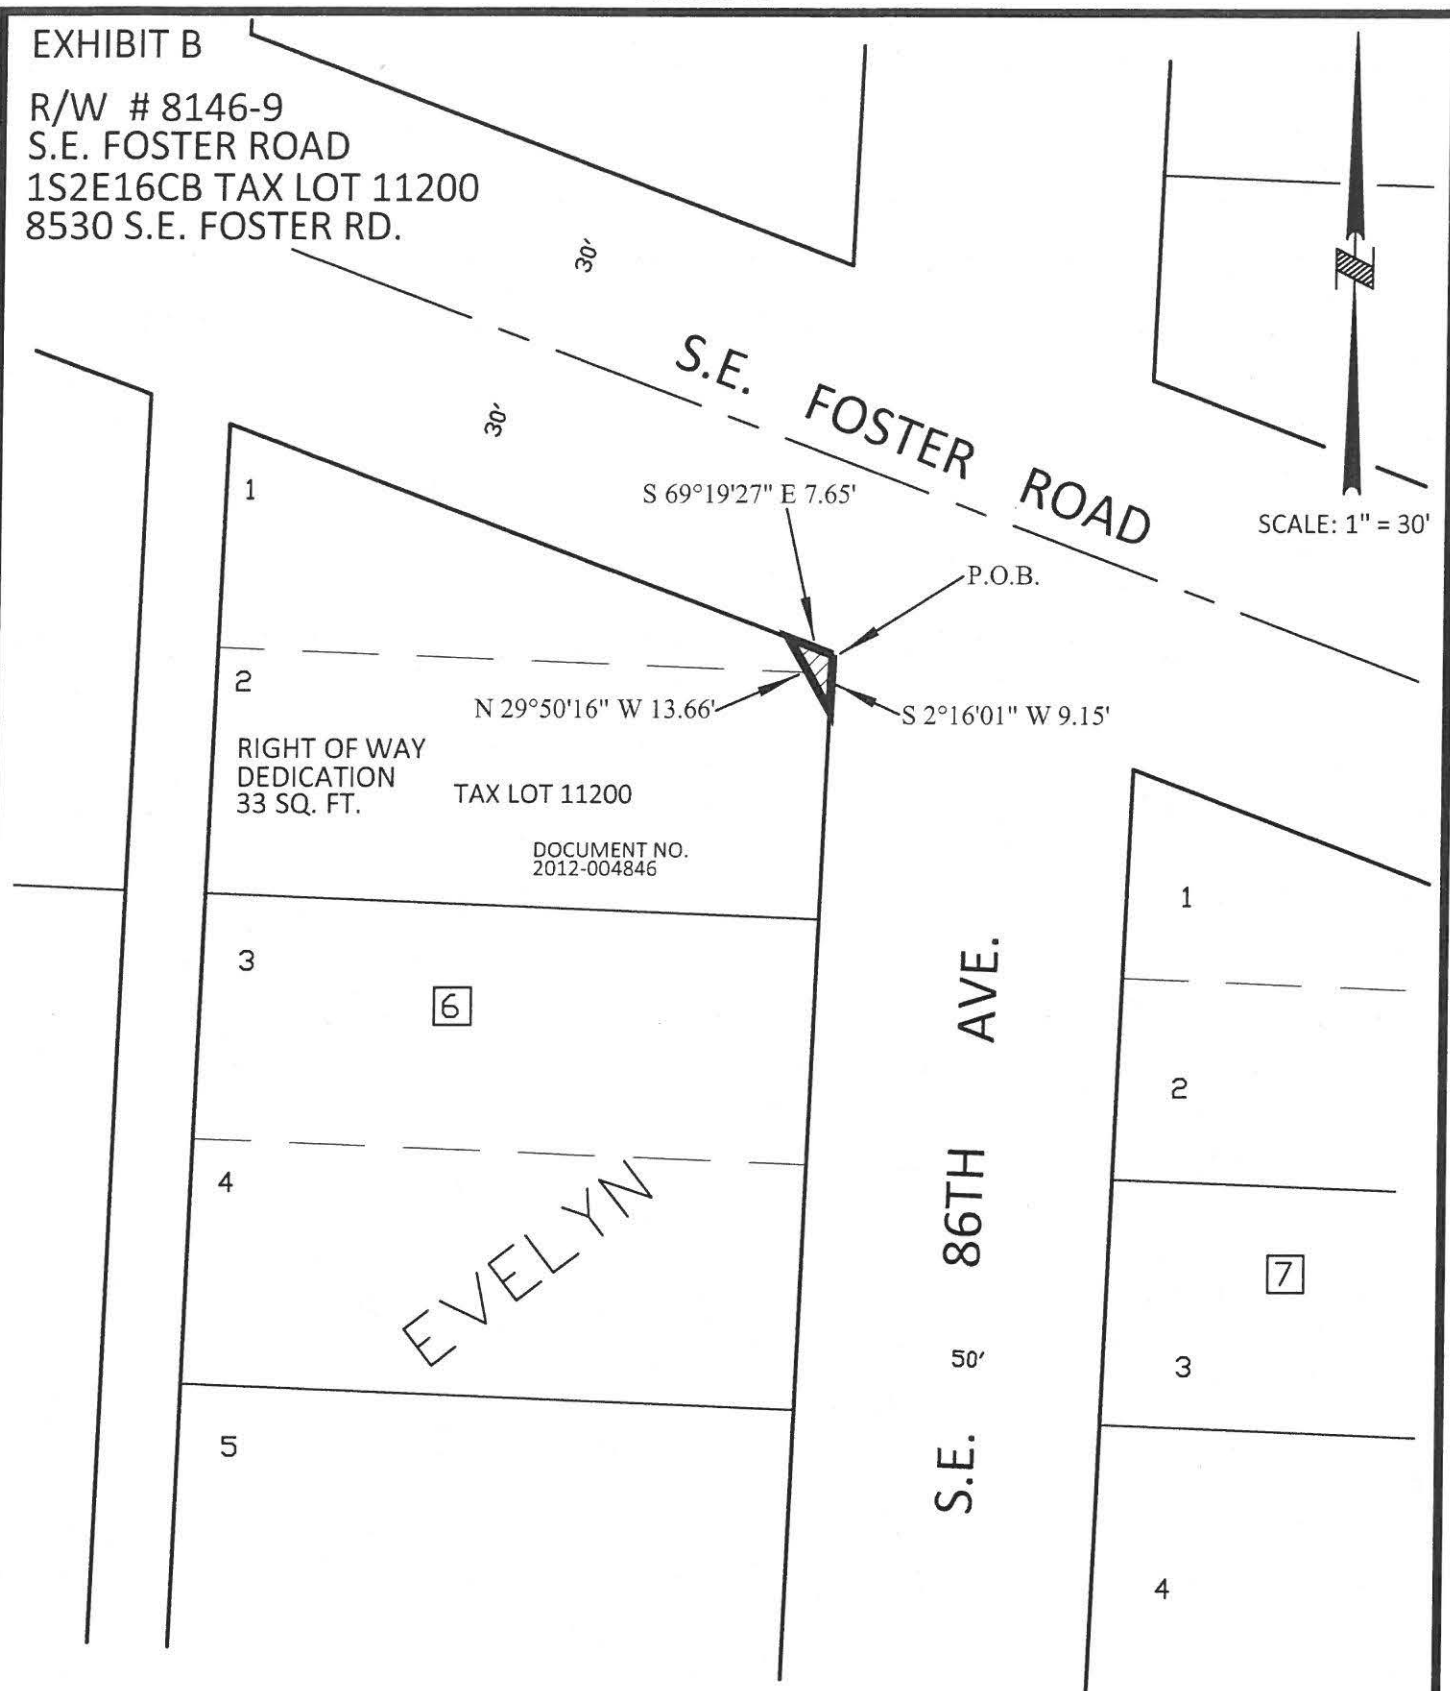 EXHIBIT B
R/W # 8146-9
S.E. FOSTER ROAD
1S2E16CB TAX LOT 11200
8530 S.E. FOSTER RD.
30'
30'
S.E. FOSTER ROAD
SCALE: 1" = 30'
1
S 69°19'27" E 7.65'
P.O.B.
2
N 29°50'16" W 13.66'
S 2°16'01" W 9.15'
RIGHT OF WAY
DEDICATION
33 SQ. FT.
TAX LOT 11200
DOCUMENT NO.
2012-004846
3
6
4
EVELYN
5
S.E. 86TH AVE.
50'
1
2
7
3
4